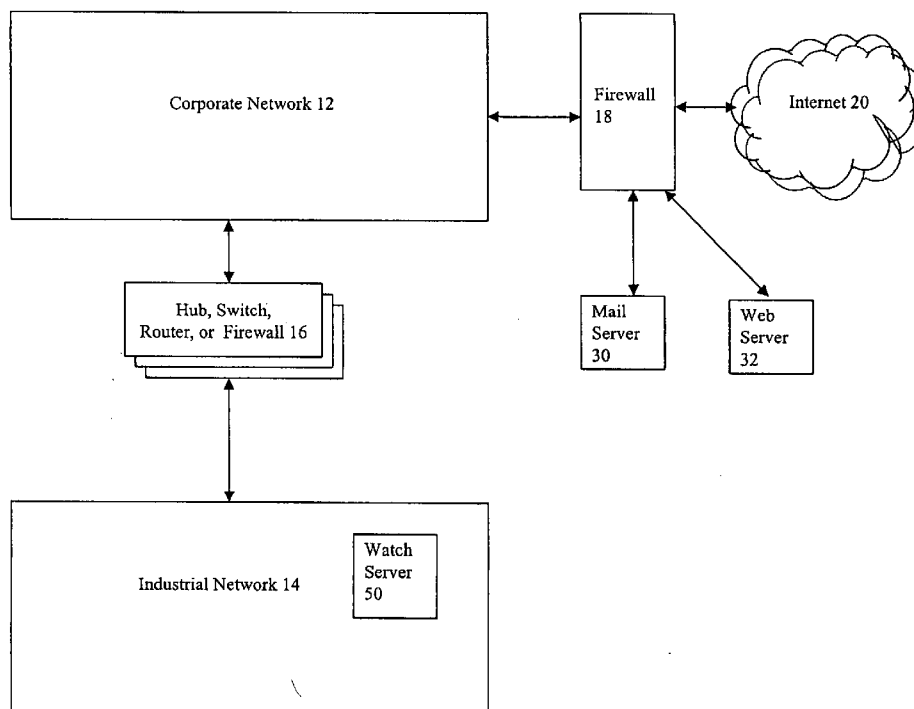 Corporate Network 12
Firewall
18
Internet 20
Hub, Switch,
Router, or Firewall 16
Mail
Server
30
Web
Server
32
Industrial Network 14
Watch
Server
50